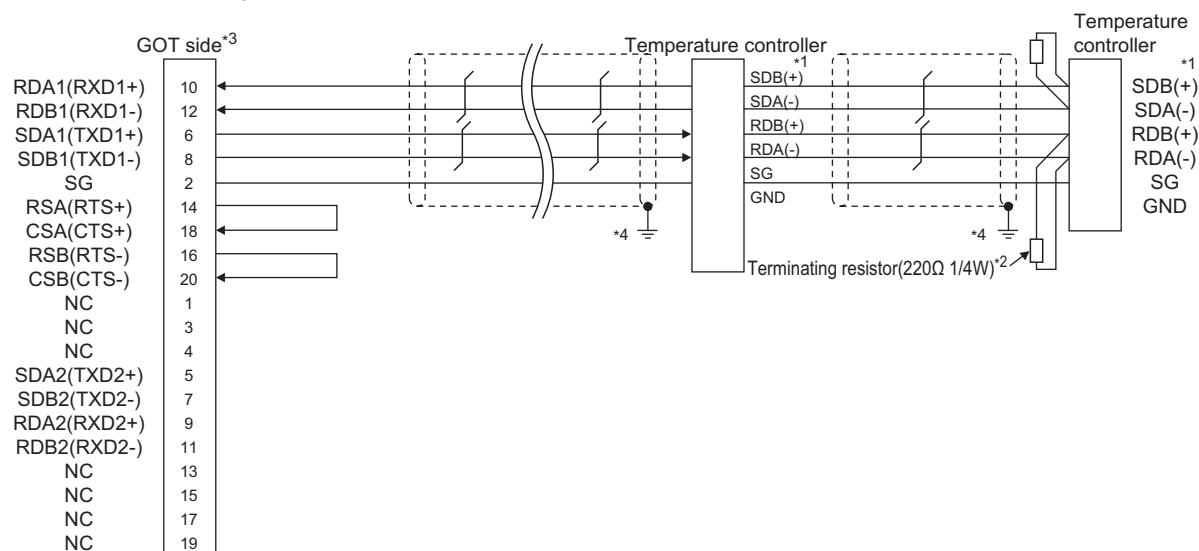 Temperature
controller
*1
GOT side*3
Temperature controller
*1
RDA1(RXD1+) 10 SDB(+) SDB(+)
RDB1(RXD1-) 12 SDA(-) SDA(-)
SDA1(TXD1+) 6 RDB(+) RDB(+)
SDB1(TXD1-) 8 RDA(-) RDA(-)
SG 2 SG SG
RSA(RTS+) 14 GND GND
CSA(CTS+) 18 *4 *4
RSB(RTS-) 16
CSB(CTS-) 20 Terminating resistor(220Ω 1/4W)*2
NC 1
NC 3
NC 4
SDA2(TXD2+) 5
SDB2(TXD2-) 7
RDA2(RXD2+) 9
RDB2(RXD2-) 11
NC 13
NC 15
NC 17
NC 19